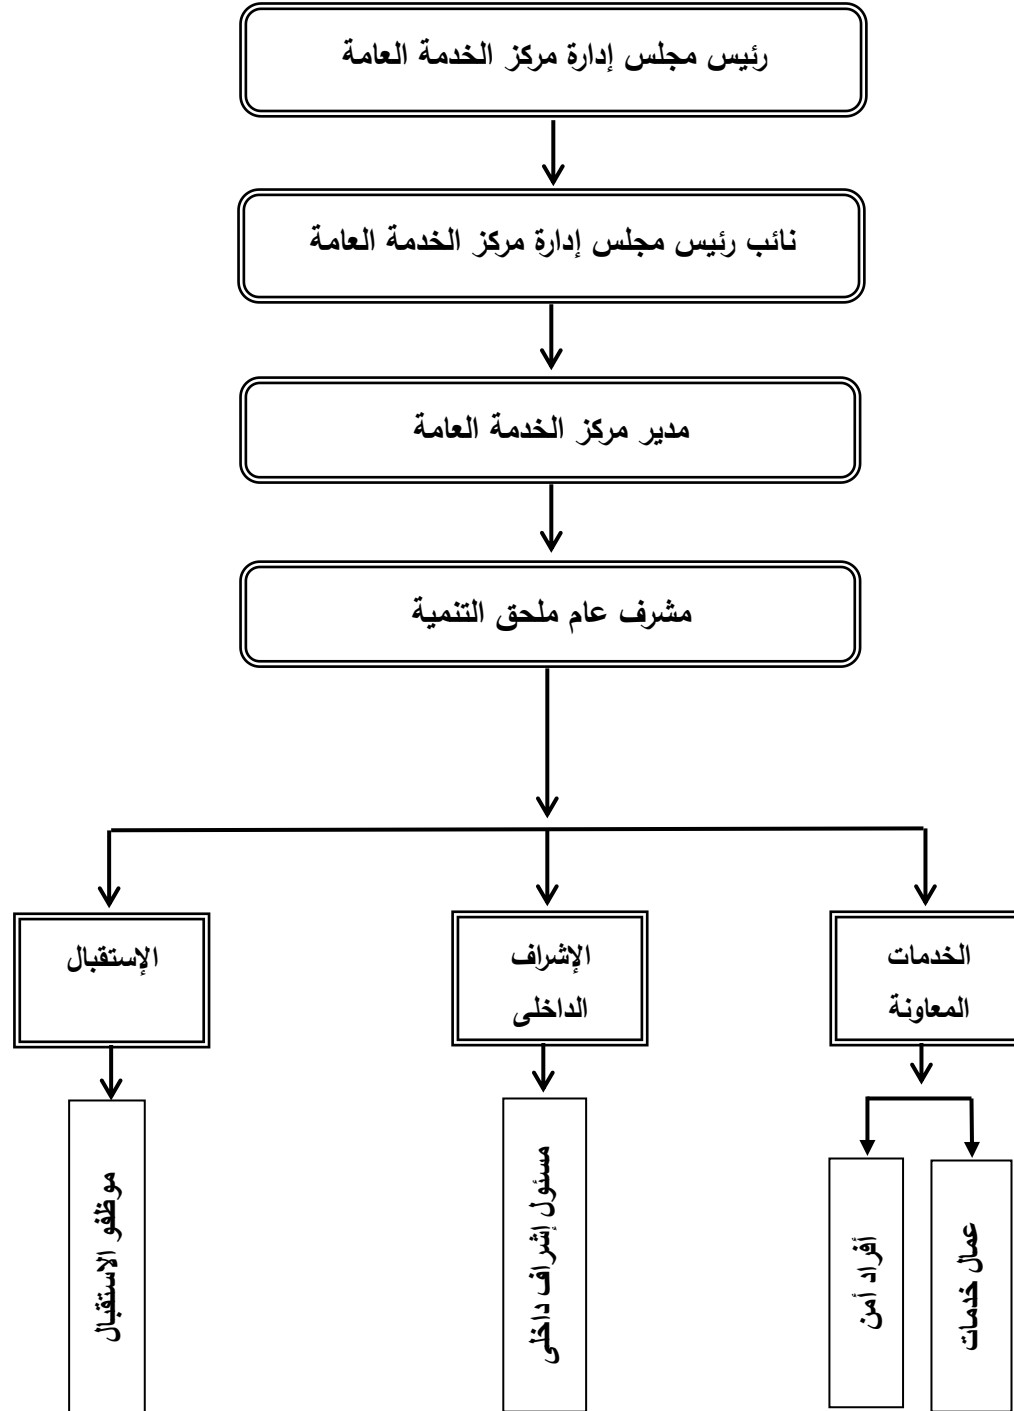 رئيس مجلس إدارة مركز الخدمة العامة
نائب رئيس مجلس إدارة مركز الخدمة العامة
مدير مركز الخدمة العامة
مشرف عام ملحق التنمية
الخدمات
المعاونة
الإشراف
الداخلى
الإستقبال
عمال خدمات
أفراد أمن
مسئول إشراف داخلى
موظفو الاستقبال